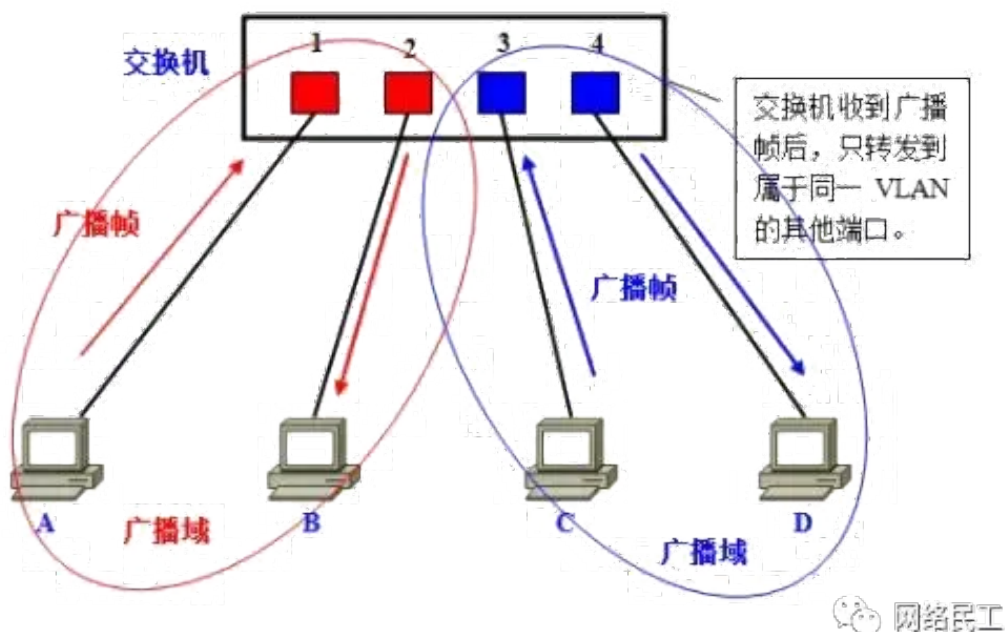 1
2
3
4
交换机
交换机收到广播
帧后，只转发到
属于同一 VLAN
的其他端口。
广播帧
广播帧
A
B
C
D
广播域
广播域
网络民工